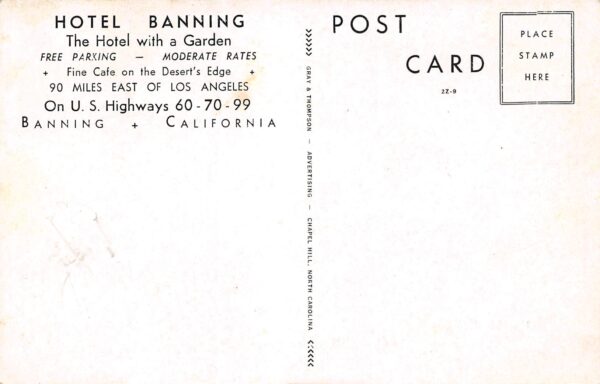 HOTEL BANNING
The Hotel with a Garden
FREE PARKING — MODERATE RATES
+ Fine Cafe on the Desert's Edge +
90 MILES EAST OF LOS ANGELES
On U. S. Highways 60 - 70 - 99
BANNING + CALIFORNIA
GRAY & THOMPSON — ADVERTISING — CHAPEL HILL, NORTH CAROLINA
POST
CARD
2Z-9
PLACE
STAMP
HERE